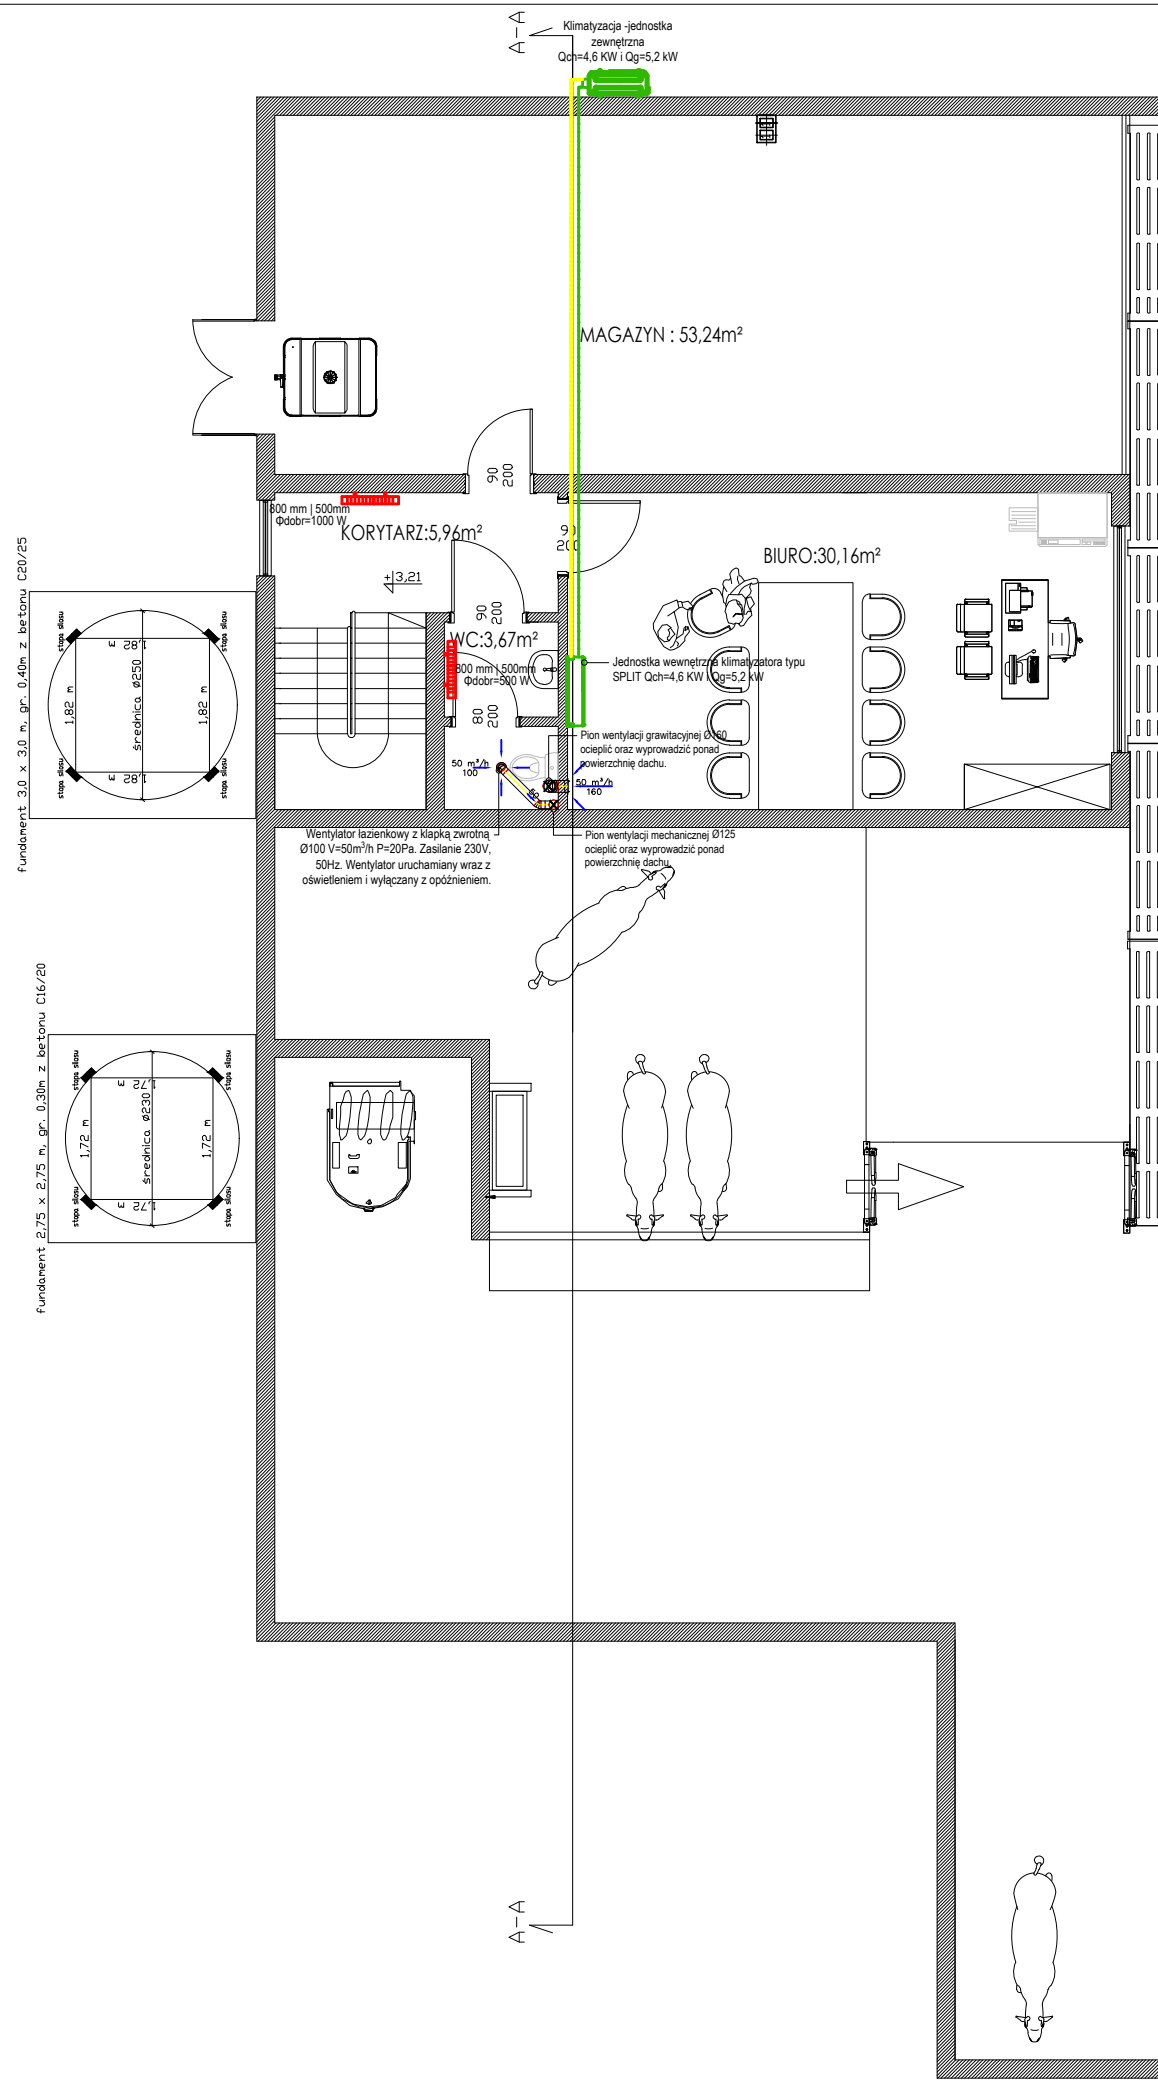 A-A
Klimatyzacja -jednostka
zewnętrzna
Qch=4,6 KW i Qg=5,2 kW
MAGAZYN : 53,24m²
90
200
800 mm | 500mm
Φdobr=1000 W
KORYTARZ:5,96m²
90
200
BIURO:30,16m²
+3,21
90
200
WC:3,67m²
800 mm | 500mm
Φdobr=500 W
Jednostka wewnętrzna klimatyzatora typu
SPLIT Qch=4,6 KW i Qg=5,2 kW
80
200
Pion wentylacji grawitacyjnej Ø160
ocieplić oraz wyprowadzić ponad
powierzchnię dachu.
50 m³/h
100
50 m³/h
160
Wentylator łazienkowy z klapką zwrotną
Ø100 V=50m³/h P=20Pa. Zasilanie 230V,
50Hz. Wentylator uruchamiany wraz z
oświetleniem i wyłączany z opóźnieniem.
Pion wentylacji mechanicznej Ø125
ocieplić oraz wyprowadzić ponad
powierzchnię dachu.
fundament 3,0 x 3,0 m, gr. 0,40m z betonu C20/25
stopa silosu
stopa silosu
1,82 m
1,82 m
średnica Ø250
1,82 m
1,82 m
stopa silosu
stopa silosu
fundament 2,75 x 2,75 m, gr. 0,30m z betonu C16/20
stopa silosu
stopa silosu
1,72 m
1,72 m
średnica Ø230
1,72 m
1,72 m
stopa silosu
stopa silosu
A-A